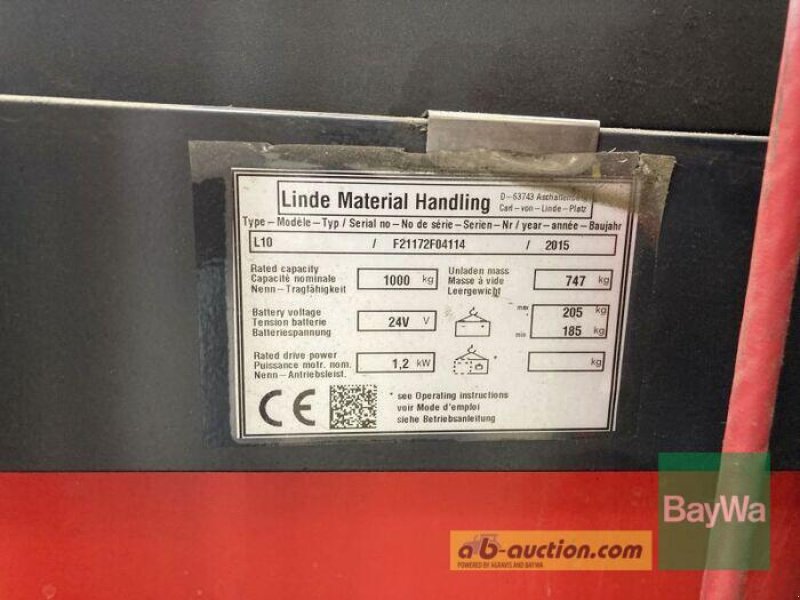 Linde Material Handling
D-63743 Aschaffenburg
Carl-von-Linde-Platz
Type-Modèle-Typ / Serial no-No de série-Serien-Nr / year-année-Baujahr
L10 / F21172F04114 / 2015
Rated capacity
Capacité nominale
Nenn-Tragfähigkeit
1000 kg
Unladen mass
Masse à vide
Leergewicht
747 kg
Battery voltage
Tension batterie
Batteriespannung
24V V
max 205 kg
min 185 kg
Rated drive power
Puissance motr. nom.
Nenn-Antriebsleist.
1,2 kW
kg
CE
* see Operating instructions
voir Mode d'emploi
siehe Betriebsanleitung
BayWa
ab-auction.com
POWERED BY AGRAVIS AND BAYWA